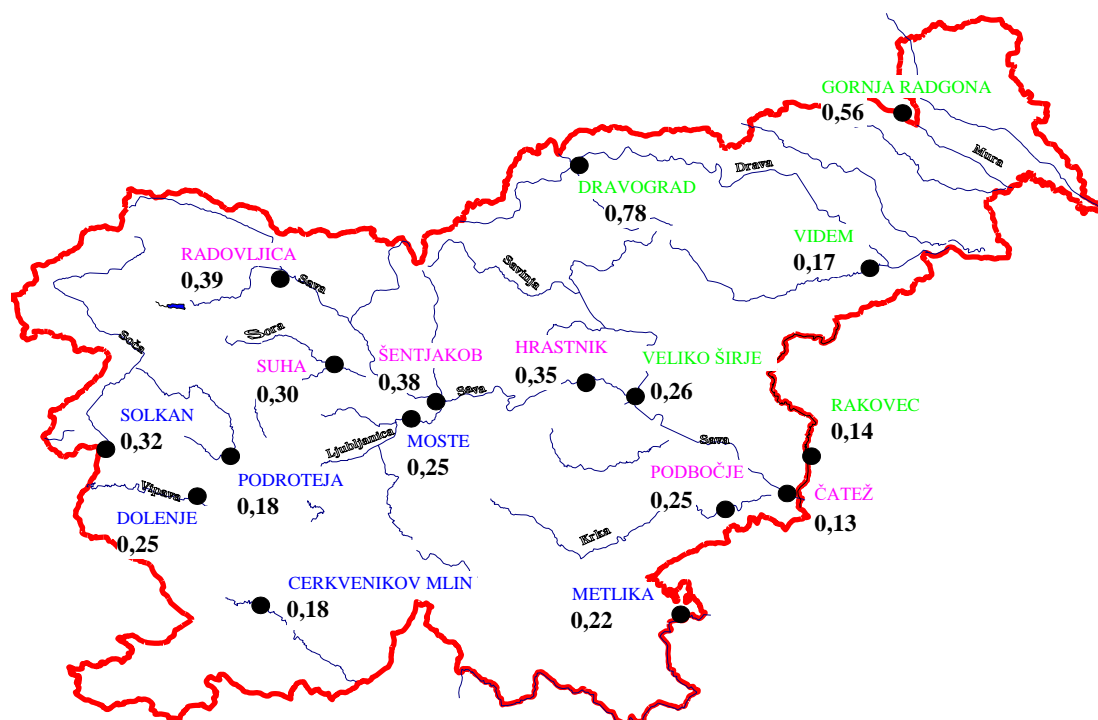 GORNJA RADGONA
0,56
Mura
Drava
DRAVOGRAD
0,78
VIDEM
0,17
RADOVLJICA
0,39
Sava
Savinja
Soča
Sora
SUHA
0,30
ŠENTJAKOB
0,38
Sava
HRASTNIK
0,35
VELIKO ŠIRJE
0,26
RAKOVEC
0,14
SOLKAN
0,32
Ljubljanica
MOSTE
0,25
Sava
PODROTEJA
0,18
PODBOČJE
0,25
ČATEŽ
0,13
Vipava
DOLENJE
0,25
Krka
CERKVENIKOV MLIN
0,18
METLIKA
0,22